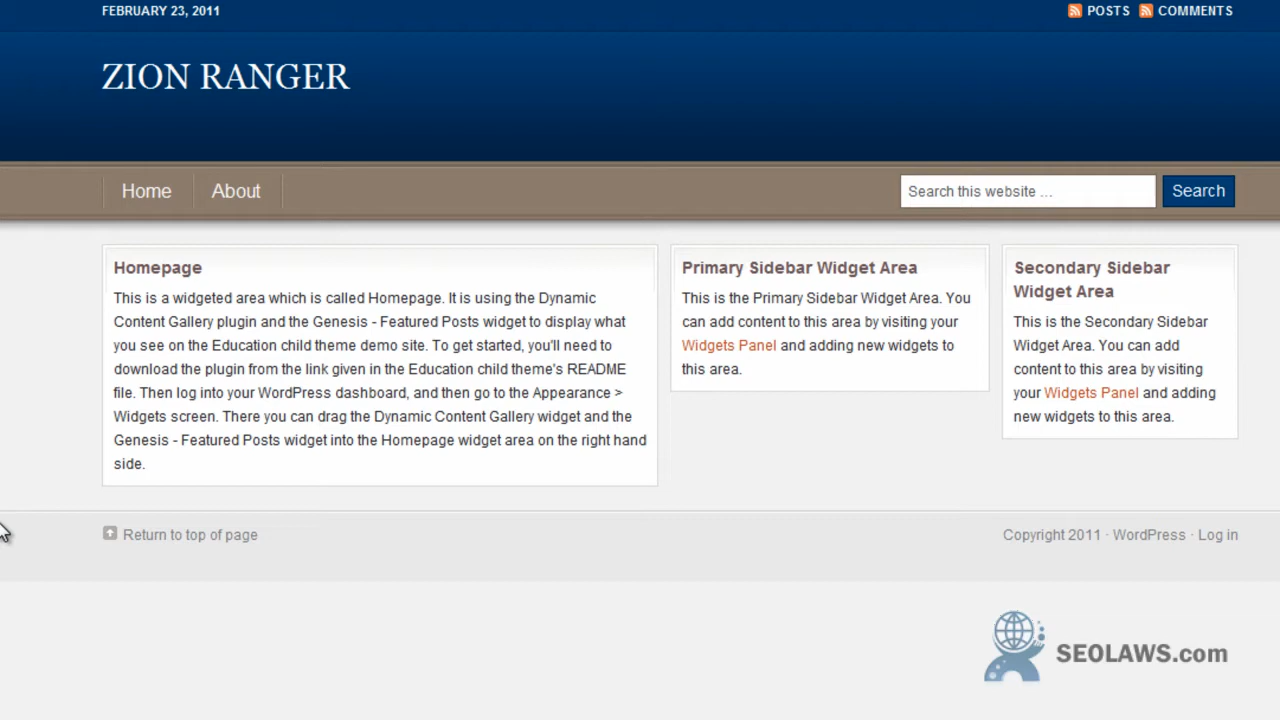 FEBRUARY 23, 2011
POSTS COMMENTS
ZION RANGER
Home About
Search this website ...
Search
Homepage
This is a widgeted area which is called Homepage. It is using the Dynamic
Content Gallery plugin and the Genesis - Featured Posts widget to display what
you see on the Education child theme demo site. To get started, you'll need to
download the plugin from the link given in the Education child theme's README
file. Then log into your WordPress dashboard, and then go to the Appearance >
Widgets screen. There you can drag the Dynamic Content Gallery widget and the
Genesis - Featured Posts widget into the Homepage widget area on the right hand
side.
Primary Sidebar Widget Area
This is the Primary Sidebar Widget Area. You
can add content to this area by visiting your
Widgets Panel and adding new widgets to
this area.
Secondary Sidebar
Widget Area
This is the Secondary Sidebar
Widget Area. You can add
content to this area by visiting
your Widgets Panel and adding
new widgets to this area.
Return to top of page
Copyright 2011 · WordPress · Log in
SEOLAWS.com